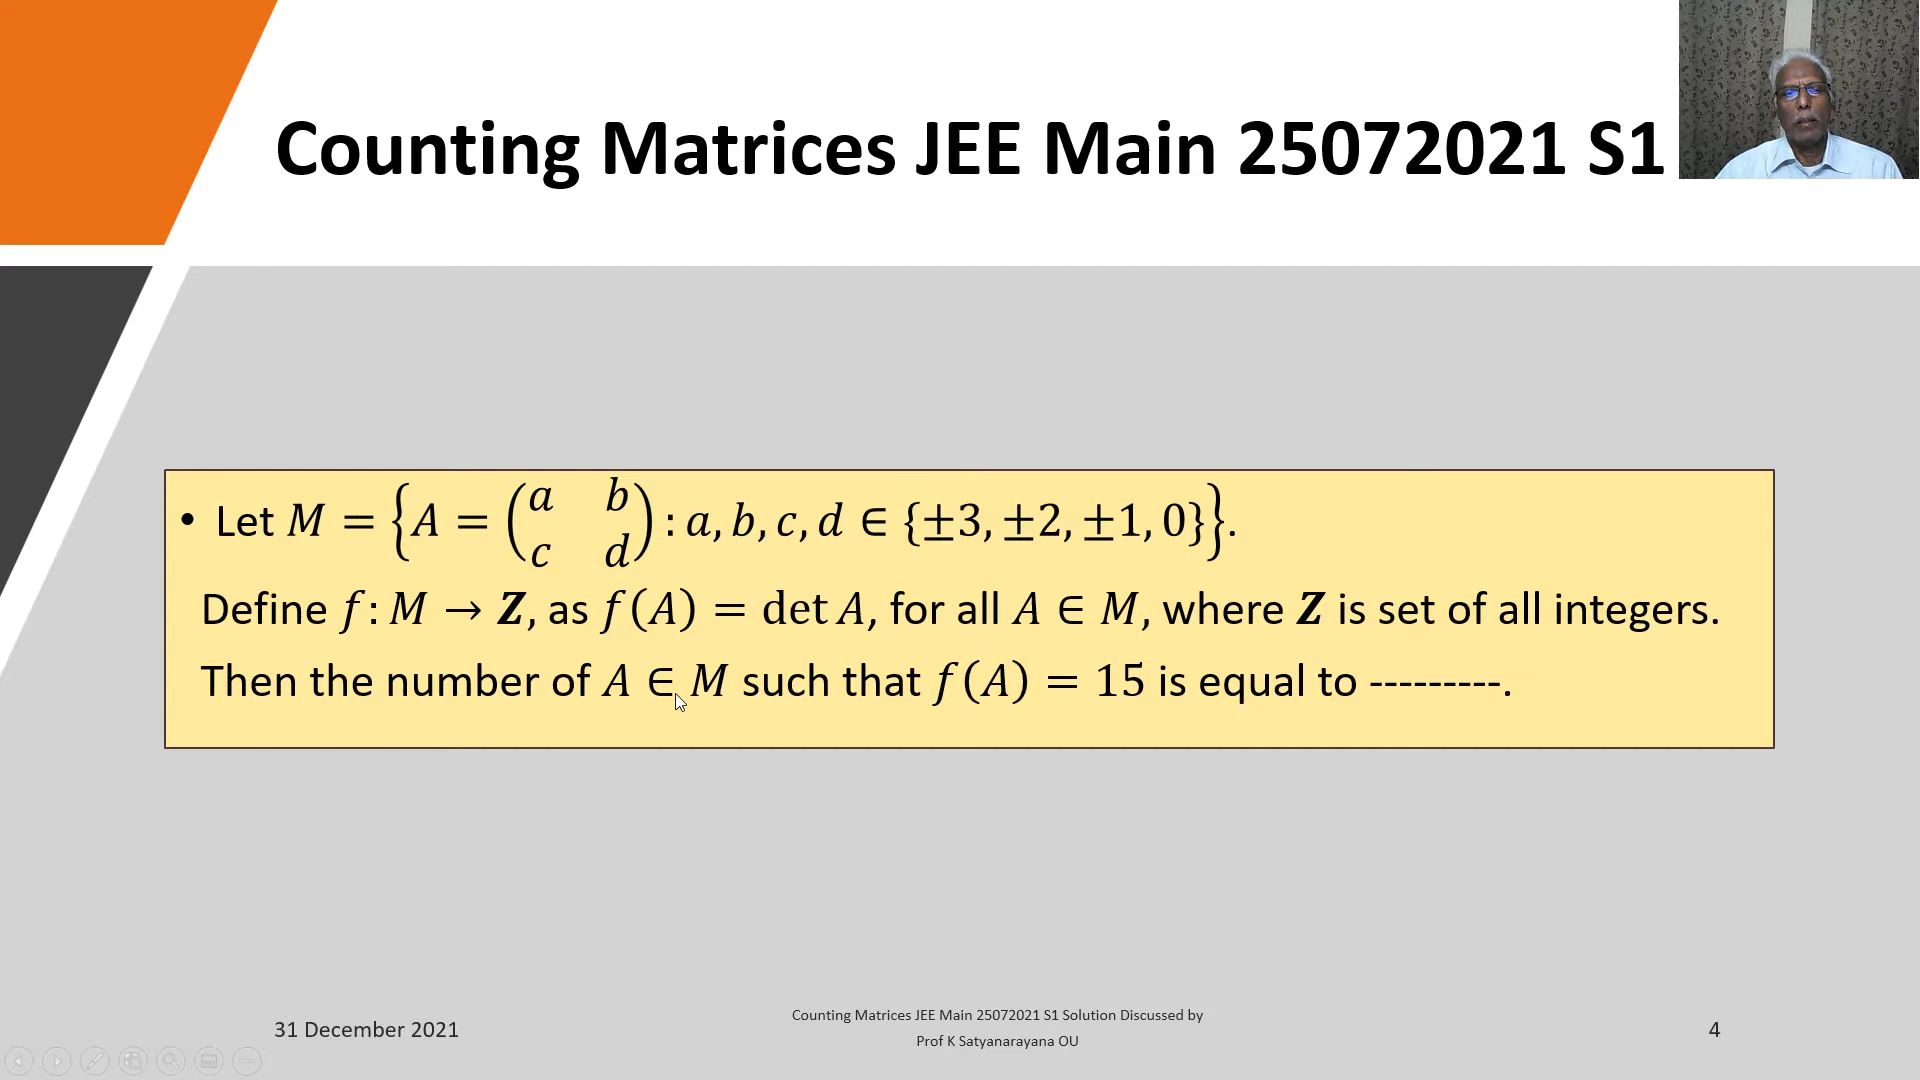 Counting Matrices JEE Main 25072021 S1
• Let 𝑀 = {𝐴 = (𝑎 𝑏
𝑐 𝑑) : 𝑎, 𝑏, 𝑐, 𝑑 ∈ {±3, ±2, ±1, 0}}.
Define 𝑓: 𝑀 → 𝒁, as 𝑓(𝐴) = det 𝐴, for all 𝐴 ∈ 𝑀, where 𝒁 is set of all integers.
Then the number of 𝐴 ∈ 𝑀 such that 𝑓(𝐴) = 15 is equal to ---------.
31 December 2021
Counting Matrices JEE Main 25072021 S1 Solution Discussed by
Prof K Satyanarayana OU
4